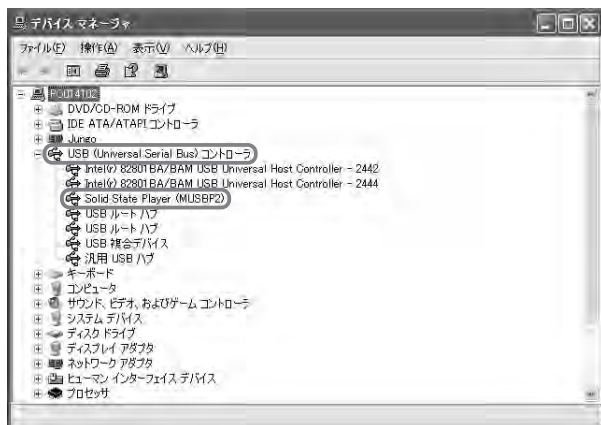 デバイス マネージャ
ファイル(F) 操作(A) 表示(V) ヘルプ(H)
DVD/CD-ROM ドライブ
IDE ATA/ATAPI コントローラ
Jungo
USB (Universal Serial Bus) コントローラ
Intel(r) 82801BA/BAM USB Universal Host Controller - 2442
Intel(r) 82801BA/BAM USB Universal Host Controller - 2444
Solid State Player (MUSBP2)
USB ルート ハブ
USB ルート ハブ
USB 複合デバイス
汎用 USB ハブ
キーボード
コンピュータ
サウンド、ビデオ、およびゲーム コントローラ
システム デバイス
ディスク ドライブ
ディスプレイ アダプタ
ネットワーク アダプタ
ヒューマン インターフェイス デバイス
プロセッサ